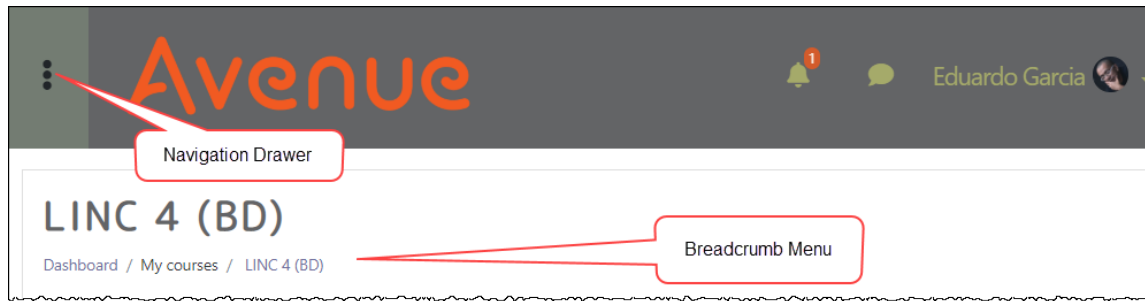 Avenue
1
Eduardo Garcia
Navigation Drawer
LINC 4 (BD)
Dashboard / My courses / LINC 4 (BD)
Breadcrumb Menu